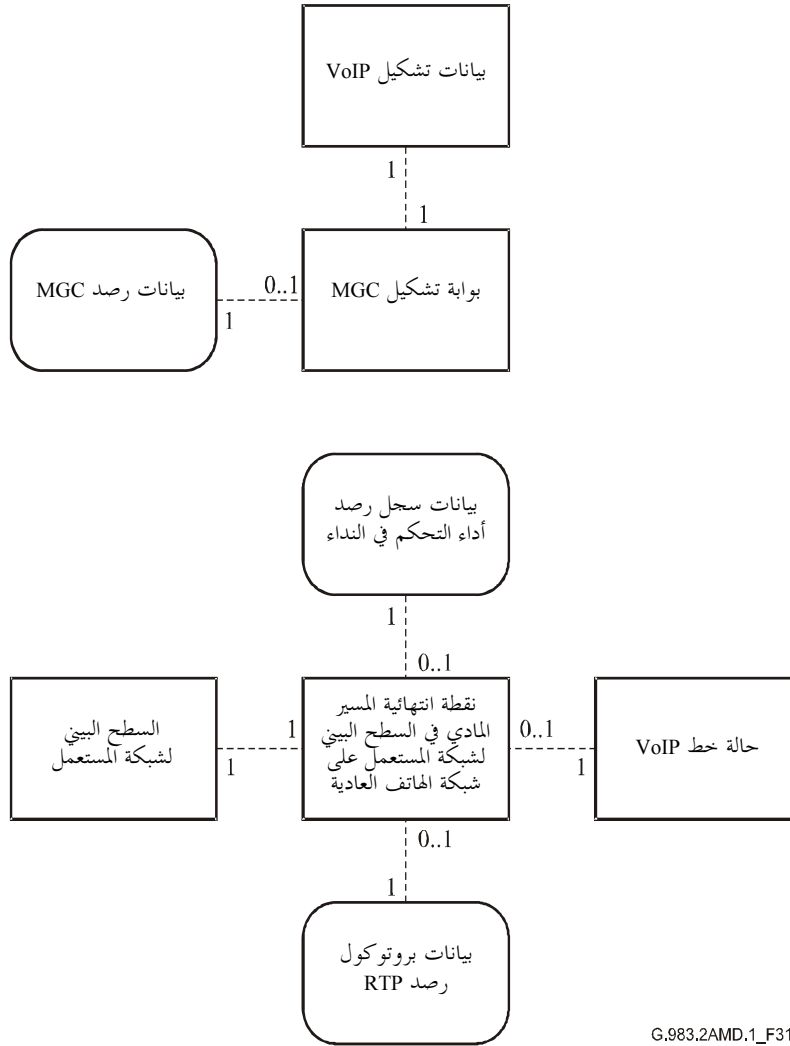 بيانات تشكيل VoIP
1
1
بيانات رصد MGC
0..1
1
بوابة تشكيل MGC
بيانات سجل رصد
أداء التحكم في النداء
1
0..1
السطح البيني
لشبكة المستعمل
1
1
نقطة انتهائية المسير
المادي في السطح البيني
لشبكة المستعمل على
شبكة الهاتف العادية
0..1
1
حالة خط VoIP
0..1
1
بيانات بروتوكول
رصد RTP
G.983.2AMD.1_F31